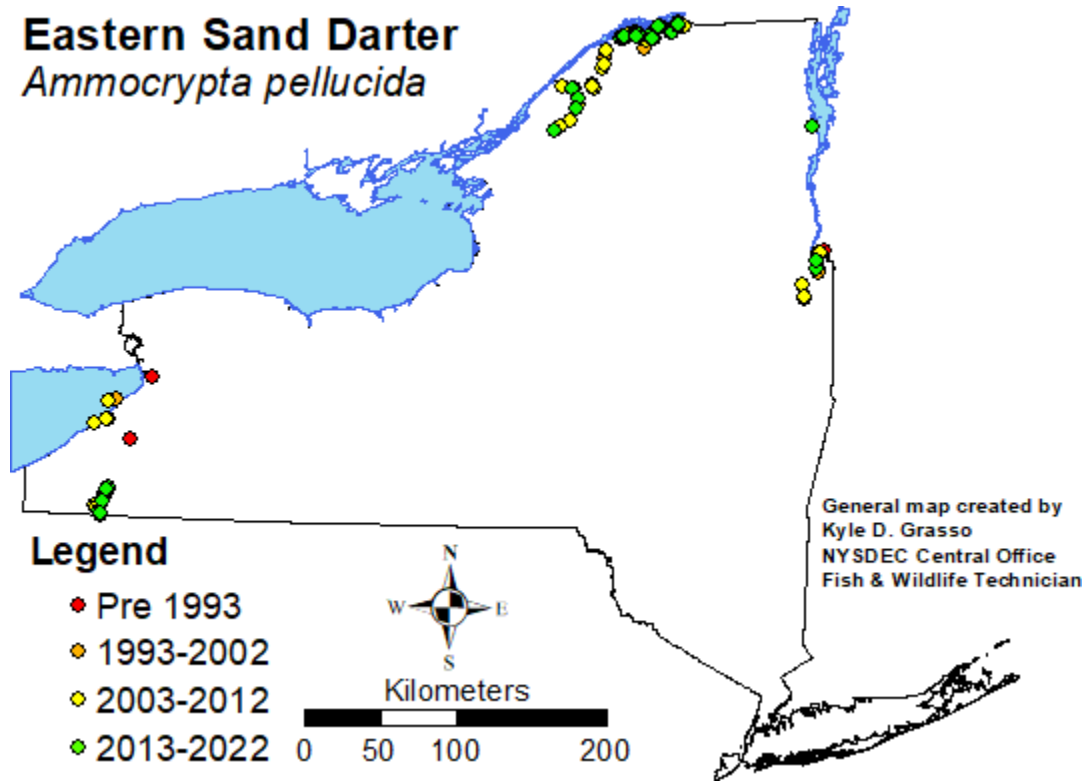 Eastern Sand Darter
Ammocrypta pellucida
General map created by
Kyle D. Grasso
NYSDEC Central Office
Fish & Wildlife Technician
Legend
Pre 1993
1993-2002
2003-2012
2013-2022
N
W E
S
Kilometers
0 50 100 200